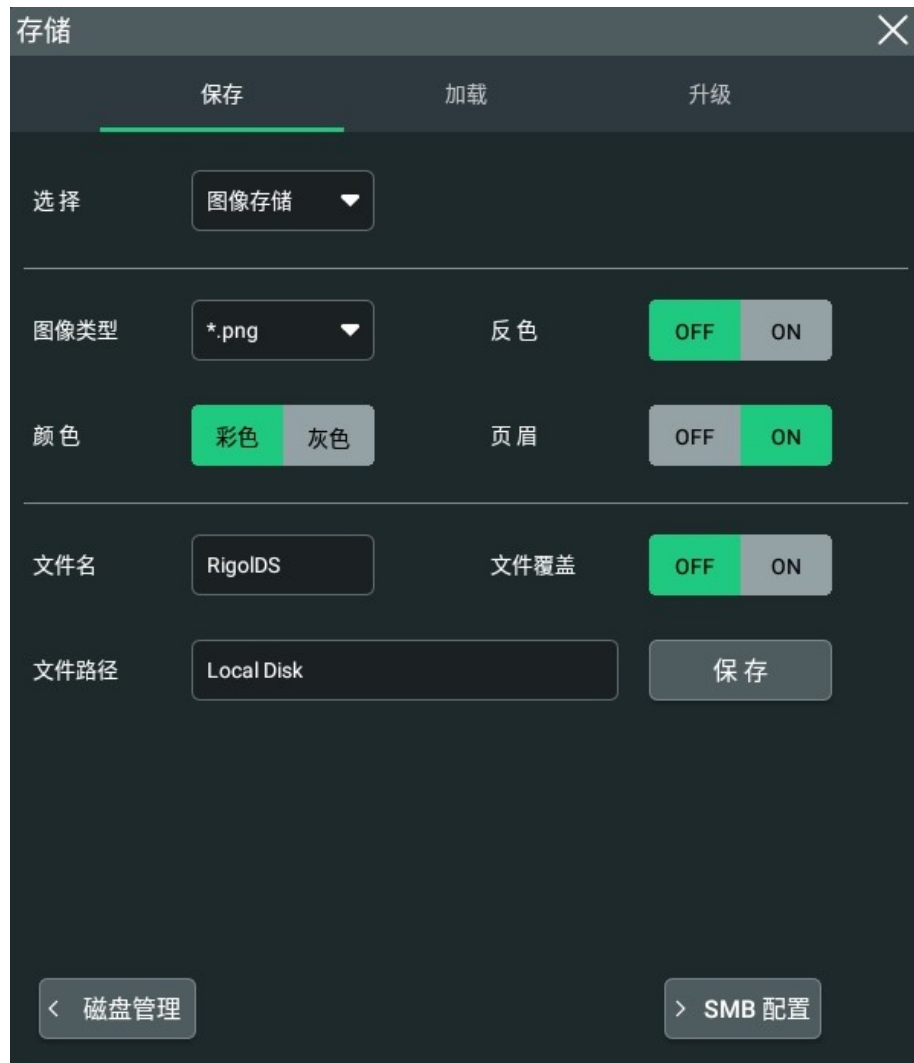 存储
保存 加载 升级
选择 图像存储
图像类型 *.png 反色 OFF ON
颜色 彩色 灰色 页眉 OFF ON
文件名 RigolDS 文件覆盖 OFF ON
文件路径 Local Disk 保存
< 磁盘管理 > SMB 配置